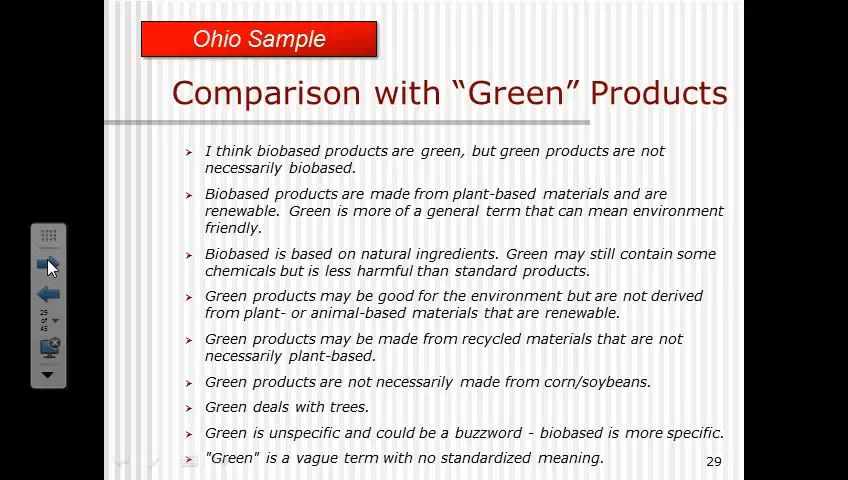 Ohio Sample
Comparison with “Green” Products
I think biobased products are green, but green products are not
necessarily biobased.
Biobased products are made from plant-based materials and are
renewable. Green is more of a general term that can mean environment
friendly.
Biobased is based on natural ingredients. Green may still contain some
chemicals but is less harmful than standard products.
Green products may be good for the environment but are not derived
from plant- or animal-based materials that are renewable.
Green products may be made from recycled materials that are not
necessarily plant-based.
Green products are not necessarily made from corn/soybeans.
Green deals with trees.
Green is unspecific and could be a buzzword - biobased is more specific.
"Green" is a vague term with no standardized meaning.
29
29
of
45